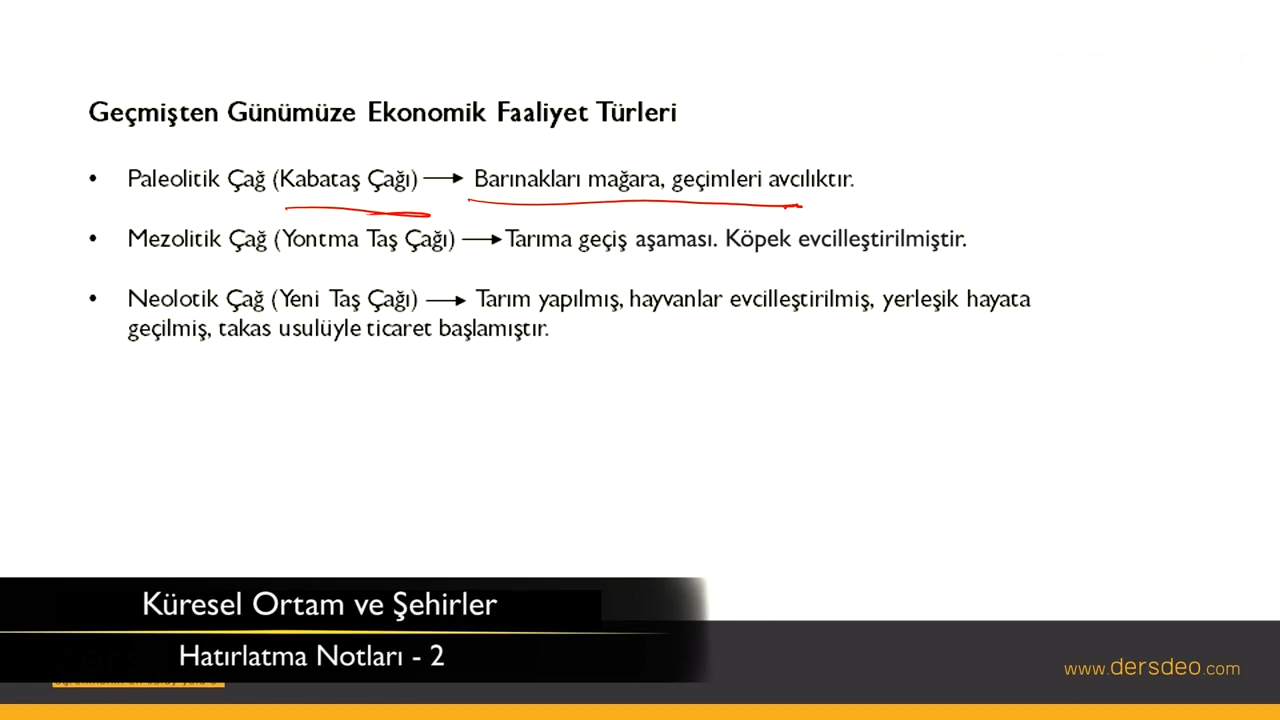 Geçmişten Günümüze Ekonomik Faaliyet Türleri
• Paleolitik Çağ (Kabataş Çağı) → Barınakları mağara, geçimleri avcılıktır.
• Mezolitik Çağ (Yontma Taş Çağı) → Tarıma geçiş aşaması. Köpek evcilleştirilmiştir.
• Neolotik Çağ (Yeni Taş Çağı) → Tarım yapılmış, hayvanlar evcilleştirilmiş, yerleşik hayata
geçilmiş, takas usulüyle ticaret başlamıştır.
Küresel Ortam ve Şehirler
Hatırlatma Notları - 2
www.dersdeo.com